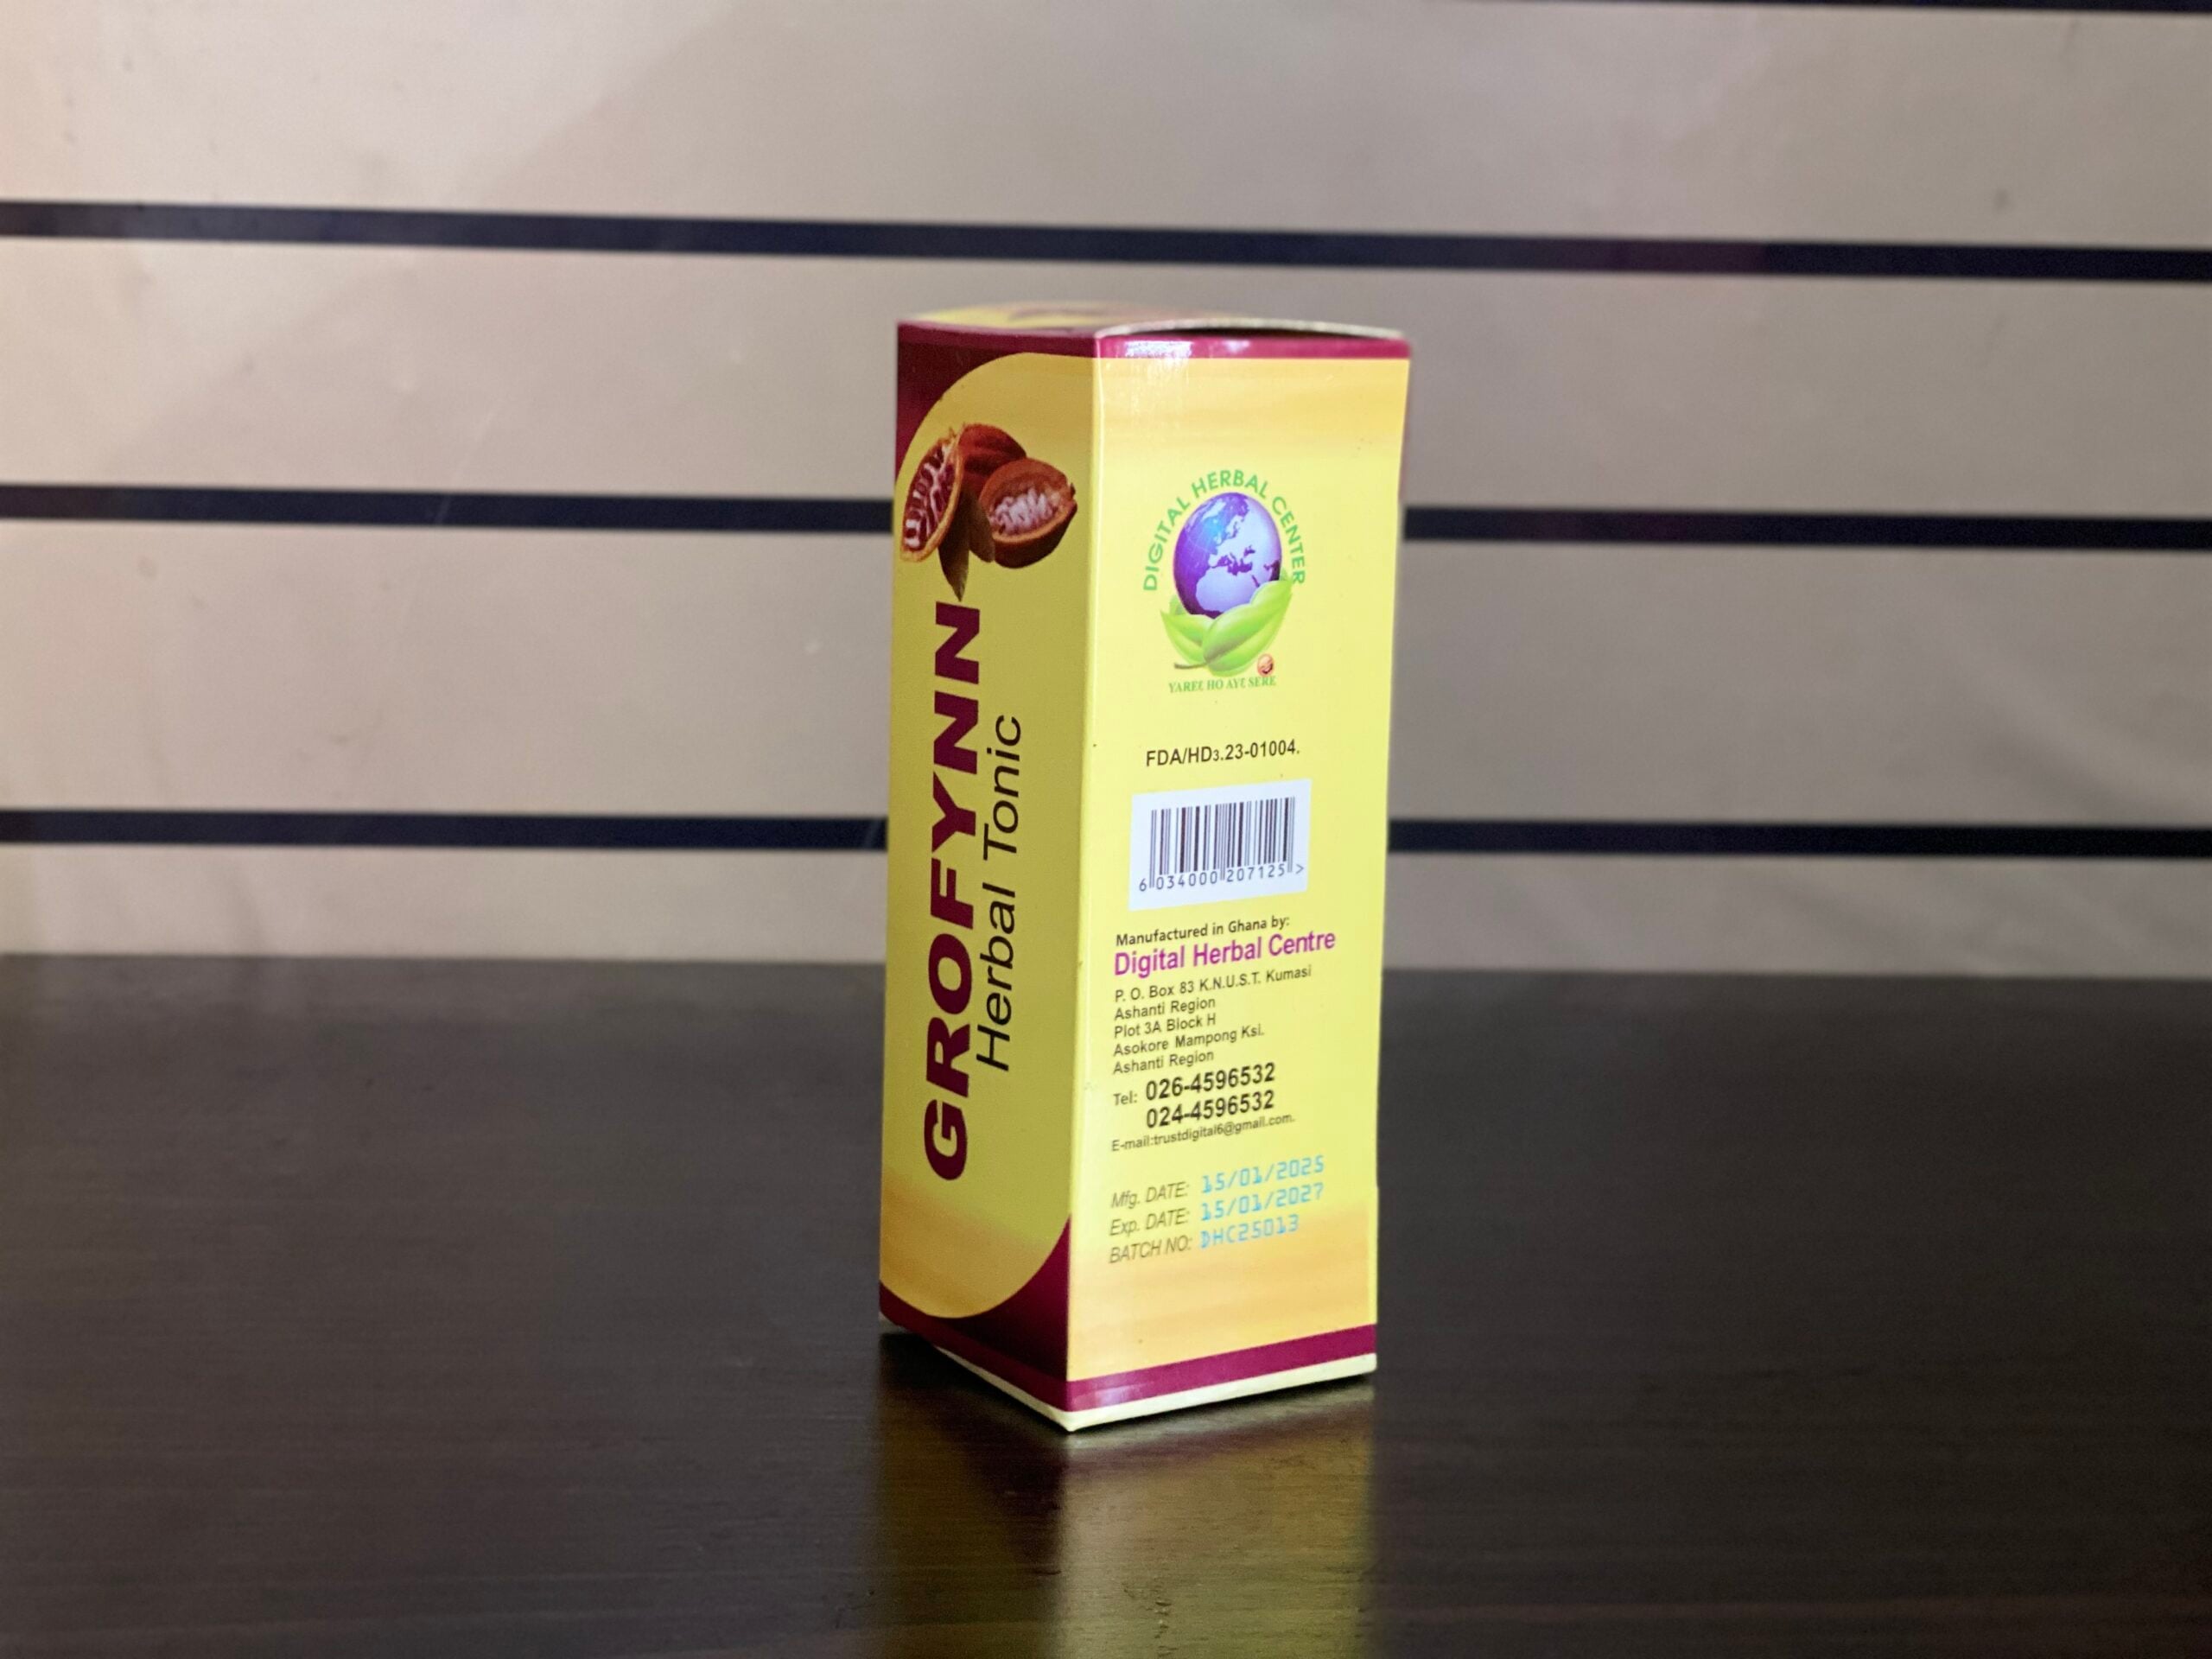 GROFYNN
Herbal Tonic
DIGITAL HERBAL CENTER
YAREƐ HO AYƐ SERE
FDA/HD3.23-01004.
6 034000 207125 >
Manufactured in Ghana by:
Digital Herbal Centre
P. O. Box 83 K.N.U.S.T. Kumasi
Ashanti Region
Plot 3A Block H
Asokore Mampong Ksi.
Ashanti Region
Tel: 026-4596532
024-4596532
E-mail:trustdigital6@gmail.com.
Mfg. DATE: 15/01/2025
Exp. DATE: 15/01/2027
BATCH NO: DHC25013